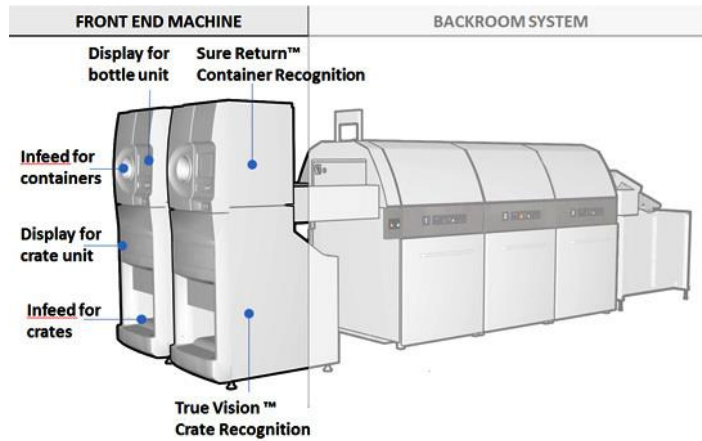 FRONT END MACHINE
BACKROOM SYSTEM
Display for
bottle unit
Sure Return™
Container Recognition
Infeed for
containers
Display for
crate unit
Infeed for
crates
True Vision ™
Crate Recognition